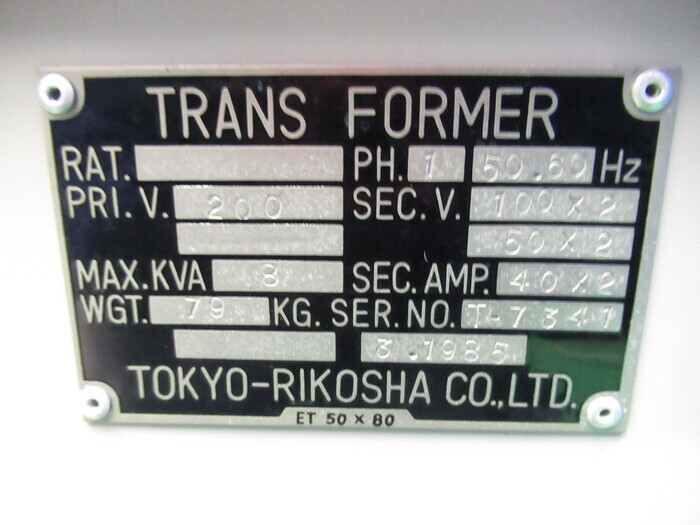 TRANS FORMER
RAT. PH. 1 50.60 Hz
PRI.V. 200 SEC.V. 100×2
50×2
MAX.KVA 8 SEC.AMP. 40×2
WGT. 79 KG. SER.NO. T-7341
3.1985
TOKYO-RIKOSHA CO.,LTD.
ET 50 × 80